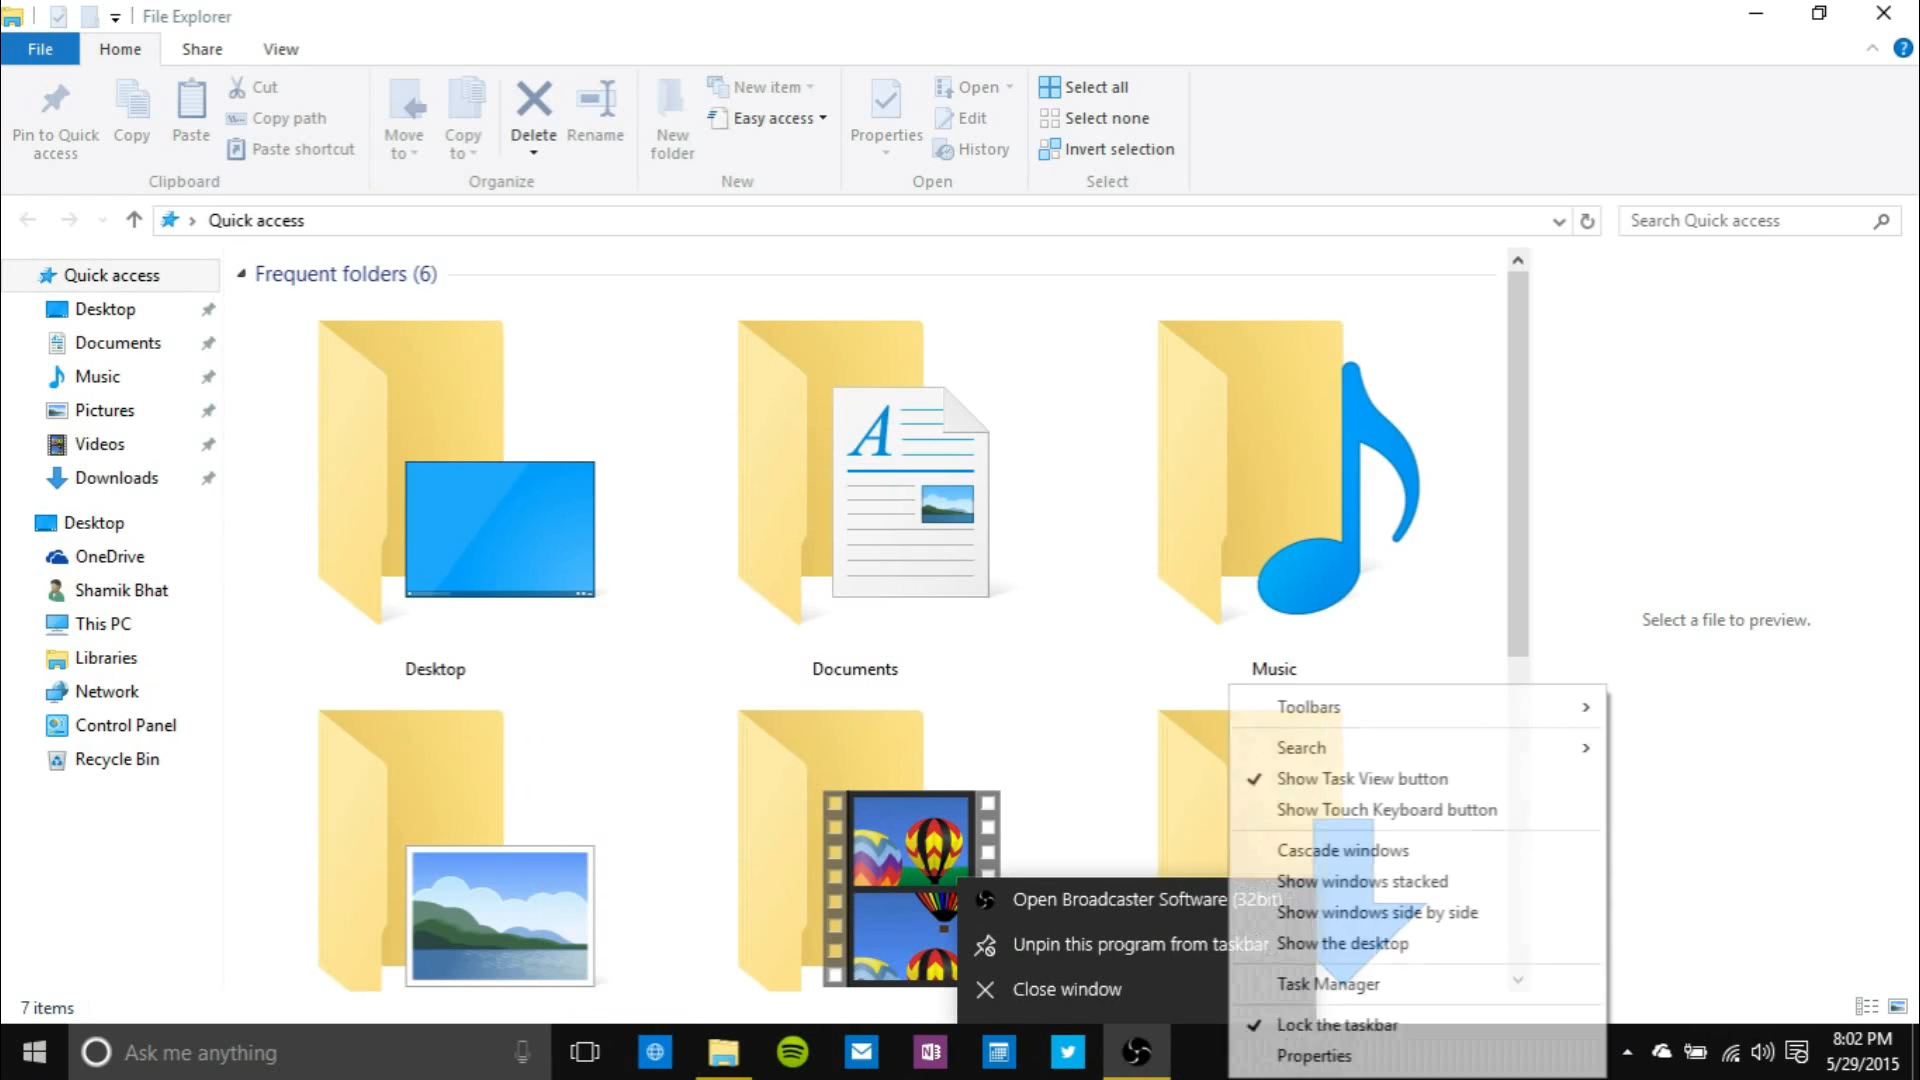 File Explorer
File Home Share View
Pin to Quick access
Copy
Paste
Cut
Copy path
Paste shortcut
Clipboard
Move to
Copy to
Delete
Rename
Organize
New folder
New item
Easy access
New
Properties
Open
Edit
History
Open
Select all
Select none
Invert selection
Select
Quick access
Search Quick access
Quick access
Desktop
Documents
Music
Pictures
Videos
Downloads
Desktop
OneDrive
Shamik Bhat
This PC
Libraries
Network
Control Panel
Recycle Bin
Frequent folders (6)
Desktop
Documents
Music
Select a file to preview.
Toolbars
Search
Show Task View button
Show Touch Keyboard button
Cascade windows
Show windows stacked
Show windows side by side
Show the desktop
Task Manager
Lock the taskbar
Properties
Open Broadcaster Software (32bit)
Unpin this program from taskbar
Close window
7 items
Ask me anything
8:02 PM
5/29/2015